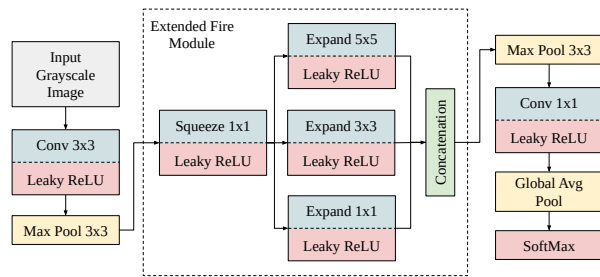 Input
Grayscale
Image
Conv 3x3
Leaky ReLU
Max Pool 3x3
Extended Fire
Module
Squeeze 1x1
Leaky ReLU
Expand 5x5
Leaky ReLU
Expand 3x3
Leaky ReLU
Expand 1x1
Leaky ReLU
Concatenation
Max Pool 3x3
Conv 1x1
Leaky ReLU
Global Avg
Pool
SoftMax